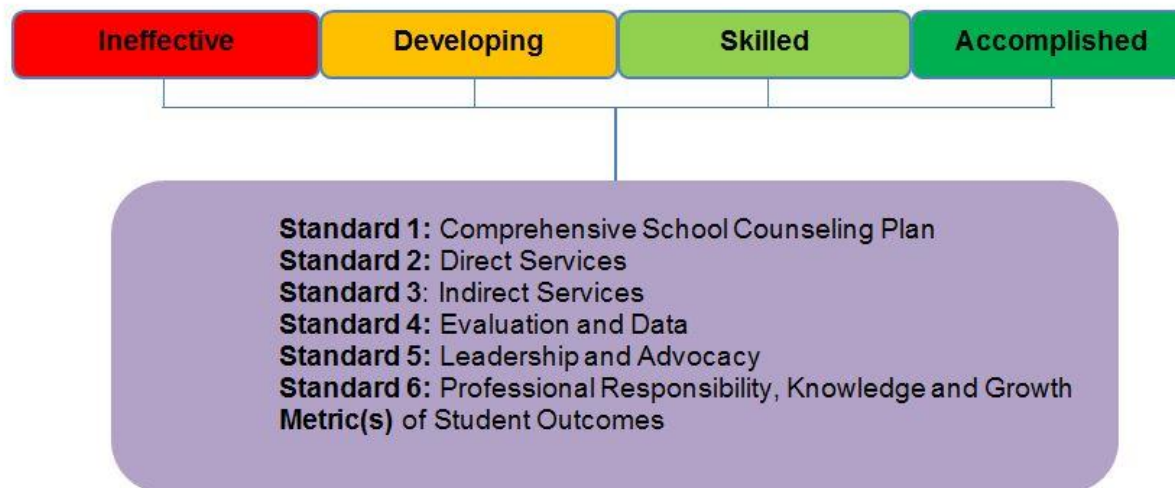 Ineffective
Developing
Skilled
Accomplished
Standard 1: Comprehensive School Counseling Plan
Standard 2: Direct Services
Standard 3: Indirect Services
Standard 4: Evaluation and Data
Standard 5: Leadership and Advocacy
Standard 6: Professional Responsibility, Knowledge and Growth
Metric(s) of Student Outcomes